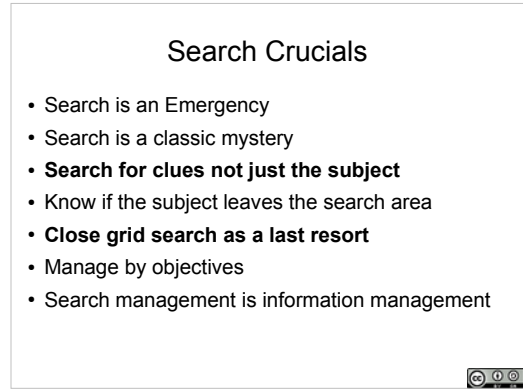 Search Crucials
• Search is an Emergency
• Search is a classic mystery
• Search for clues not just the subject
• Know if the subject leaves the search area
• Close grid search as a last resort
• Manage by objectives
• Search management is information management
cc